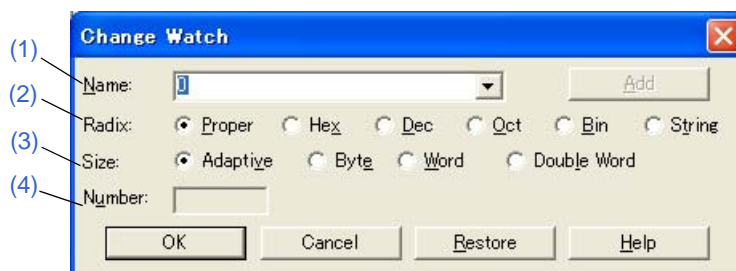 Change Watch
(1)
Name: 0 Add
(2)
Radix: Proper Hex Dec Oct Bin String
(3)
Size: Adaptive Byte Word Double Word
(4)
Number:
OK Cancel Restore Help